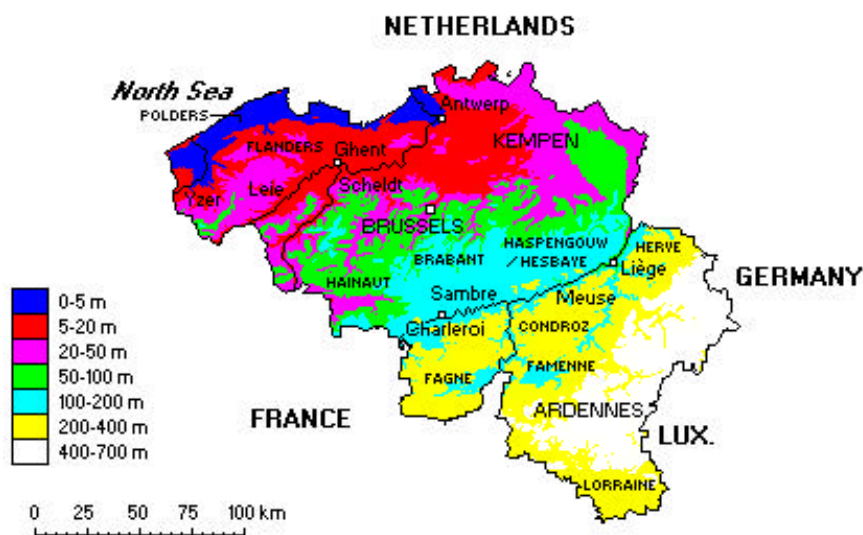 NETHERLANDS
North Sea
POLDERS
Antwerp
FLANDERS
Ghent
KEMPEN
Yzer
Leie
Scheldt
BRUSSELS
HASPENGOUW
/HESBAYE
HERVE
BRABANT
Liège
GERMANY
HAINAUT
Sambre
Meuse
Charleroi
CONDROZ
FAGNE
FAMENNE
ARDENNES
FRANCE
LUX.
LORRAINE
0-5 m
5-20 m
20-50 m
50-100 m
100-200 m
200-400 m
400-700 m
0 25 50 75 100 km